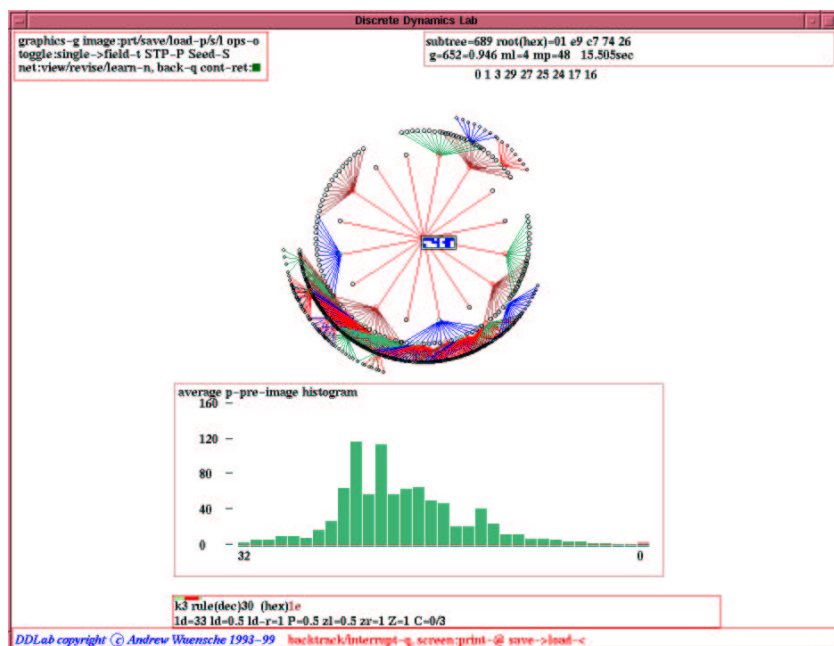 Discrete Dynamics Lab
graphics-g image:prt/save/load-p/s/l ops-o
toggle:single->field-t STP-P Seed-S
net:view/revise/learn-n, back-q cont-ret:
subtree=689 root(hex)=01 e9 c7 74 26
g=652=0.946 ml=4 mp=48 15.505sec
0 1 3 29 27 25 24 17 16
average p-pre-image histogram
160
120
80
40
0
32 0
k3 rule(dec)30 (hex)1e
1d=33 ld=0.5 ld-r=1 P=0.5 zl=0.5 zr=1 Z=1 C=0/3
DDLab copyright © Andrew Wuensche 1993-99 backtrack/interrupt-q, screen:print-@ save->load-<